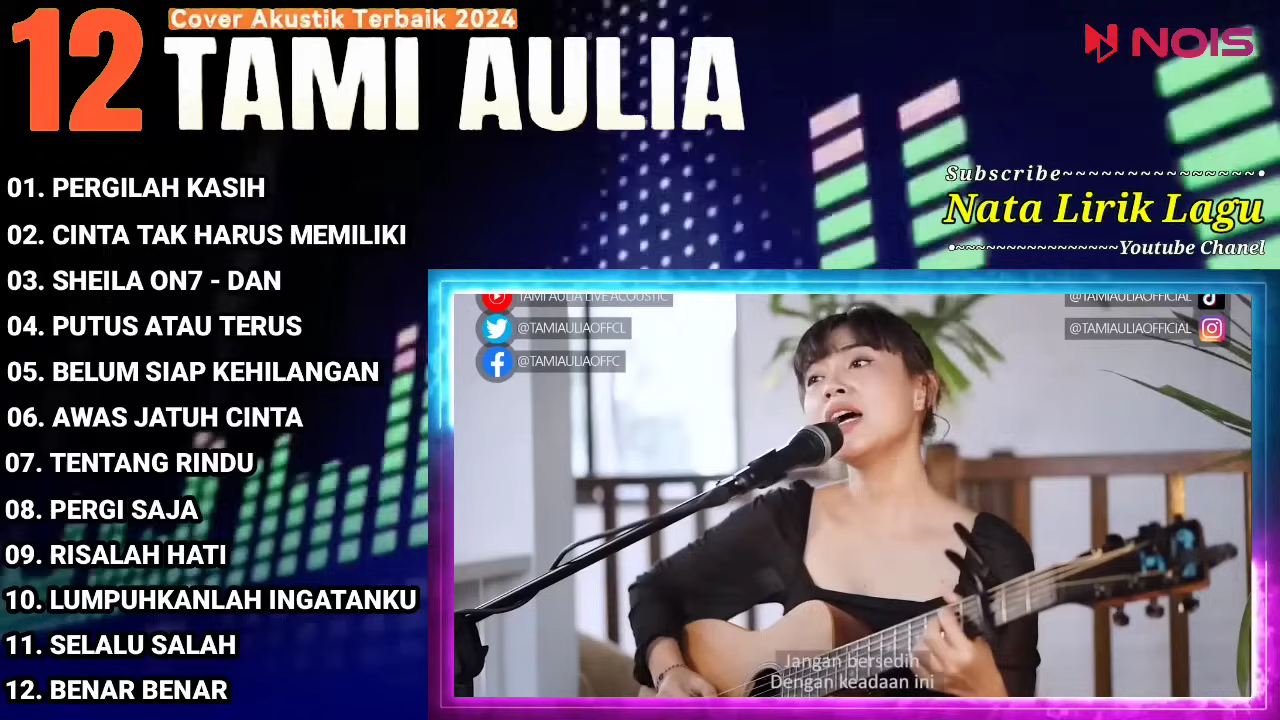 12
Cover Akustik Terbaik 2024
TAMI AULIA
NOIS
Subscribe~~~~~~~~~~~~~~~•
Nata Lirik Lagu
•~~~~~~~~~~~~~~~~Youtube Chanel
01. PERGILAH KASIH
02. CINTA TAK HARUS MEMILIKI
03. SHEILA ON7 - DAN
04. PUTUS ATAU TERUS
05. BELUM SIAP KEHILANGAN
06. AWAS JATUH CINTA
07. TENTANG RINDU
08. PERGI SAJA
09. RISALAH HATI
10. LUMPUHKANLAH INGATANKU
11. SELALU SALAH
12. BENAR BENAR
TAMI AULIA LIVE ACOUSTIC
@TAMIAULIAOFFCL
@TAMIAULIAOFFC
@TAMIAULIAOFFICIAL
@TAMIAULIAOFFICIAL
Jangan bersedih
Dengan keadaan ini